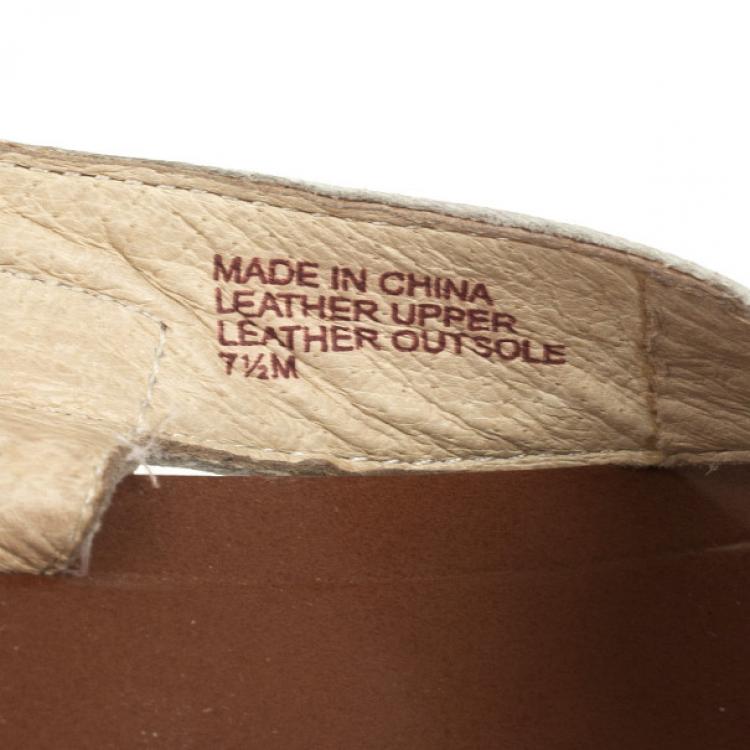 MADE IN CHINA
LEATHER UPPER
LEATHER OUTSOLE
7½M